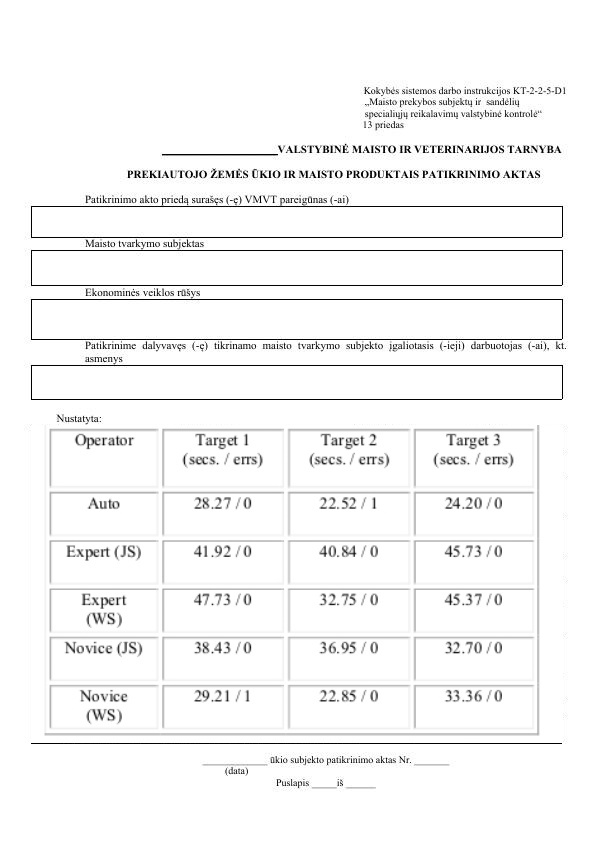 Kokybės sistemos darbo instrukcijos KT-2-2-5-D1
„Maisto prekybos subjektų ir sandėlių
specialiųjų reikalavimų valstybinė kontrolė“
13 priedas
_____________________VALSTYBINĖ MAISTO IR VETERINARIJOS TARNYBA
PREKIAUTOJO ŽEMĖS ŪKIO IR MAISTO PRODUKTAIS PATIKRINIMO AKTAS
Patikrinimo akto priedą surašęs (-ę) VMVT pareigūnas (-ai)
Maisto tvarkymo subjektas
Ekonominės veiklos rūšys
Patikrinime dalyvavęs (-ę) tikrinamo maisto tvarkymo subjekto įgaliotasis (-ieji) darbuotojas (-ai), kt.
asmenys
Nustatyta:
Operator Target 1 Target 2 Target 3
(secs. / errs) (secs. / errs) (secs. / errs)
Auto 28.27 / 0 22.52 / 1 24.20 / 0
Expert (JS) 41.92 / 0 40.84 / 0 45.73 / 0
Expert 47.73 / 0 32.75 / 0 45.37 / 0
(WS)
Novice (JS) 38.43 / 0 36.95 / 0 32.70 / 0
Novice 29.21 / 1 22.85 / 0 33.36 / 0
(WS)
_____________ ūkio subjekto patikrinimo aktas Nr. _______
(data)
Puslapis _____iš ______